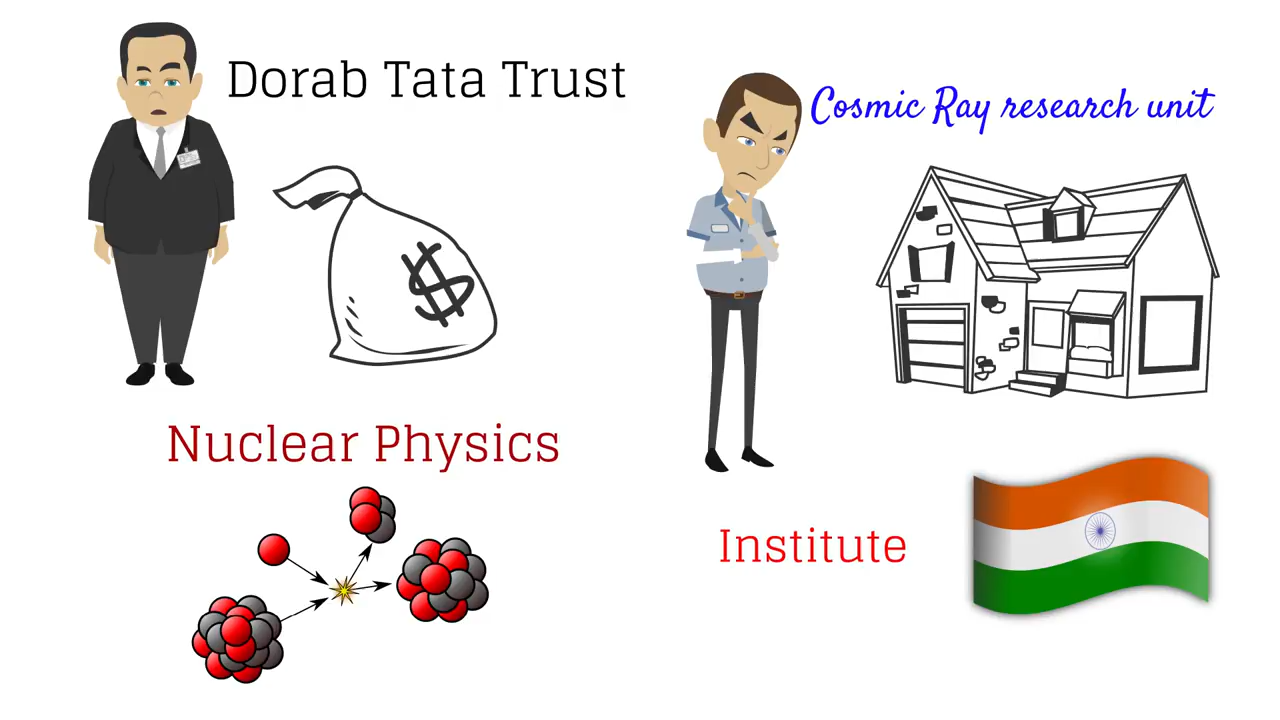 Dorab Tata Trust
Cosmic Ray research unit
$
Nuclear Physics
Institute